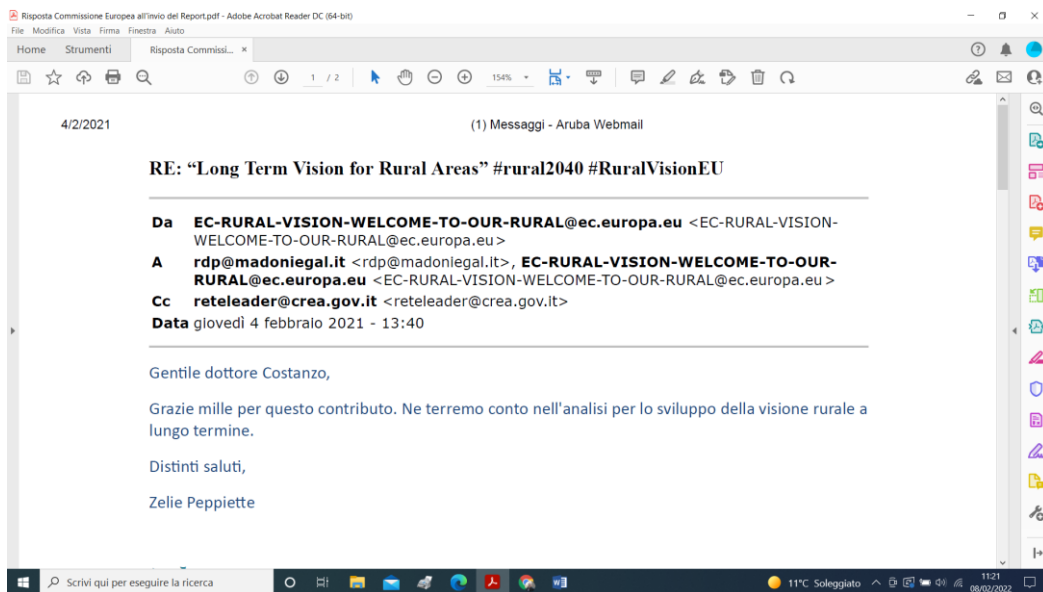 Risposta Commissione Europea all'invio del Report.pdf - Adobe Acrobat Reader DC (64-bit)
File Modifica Vista Firma Finestra Aiuto
Home Strumenti Risposta Commissi... ×
1 / 2 154%
4/2/2021 (1) Messaggi - Aruba Webmail
RE: “Long Term Vision for Rural Areas” #rural2040 #RuralVisionEU
Da EC-RURAL-VISION-WELCOME-TO-OUR-RURAL@ec.europa.eu <EC-RURAL-VISION-
WELCOME-TO-OUR-RURAL@ec.europa.eu>
A rdp@madoniegal.it <rdp@madoniegal.it>, EC-RURAL-VISION-WELCOME-TO-OUR-
RURAL@ec.europa.eu <EC-RURAL-VISION-WELCOME-TO-OUR-RURAL@ec.europa.eu>
Cc reteleader@crea.gov.it <reteleader@crea.gov.it>
Data giovedì 4 febbraio 2021 - 13:40
Gentile dottore Costanzo,
Grazie mille per questo contributo. Ne terremo conto nell'analisi per lo sviluppo della visione rurale a
lungo termine.
Distinti saluti,
Zelie Peppiette
Scrivi qui per eseguire la ricerca
11°C Soleggiato
11:21
08/02/2022